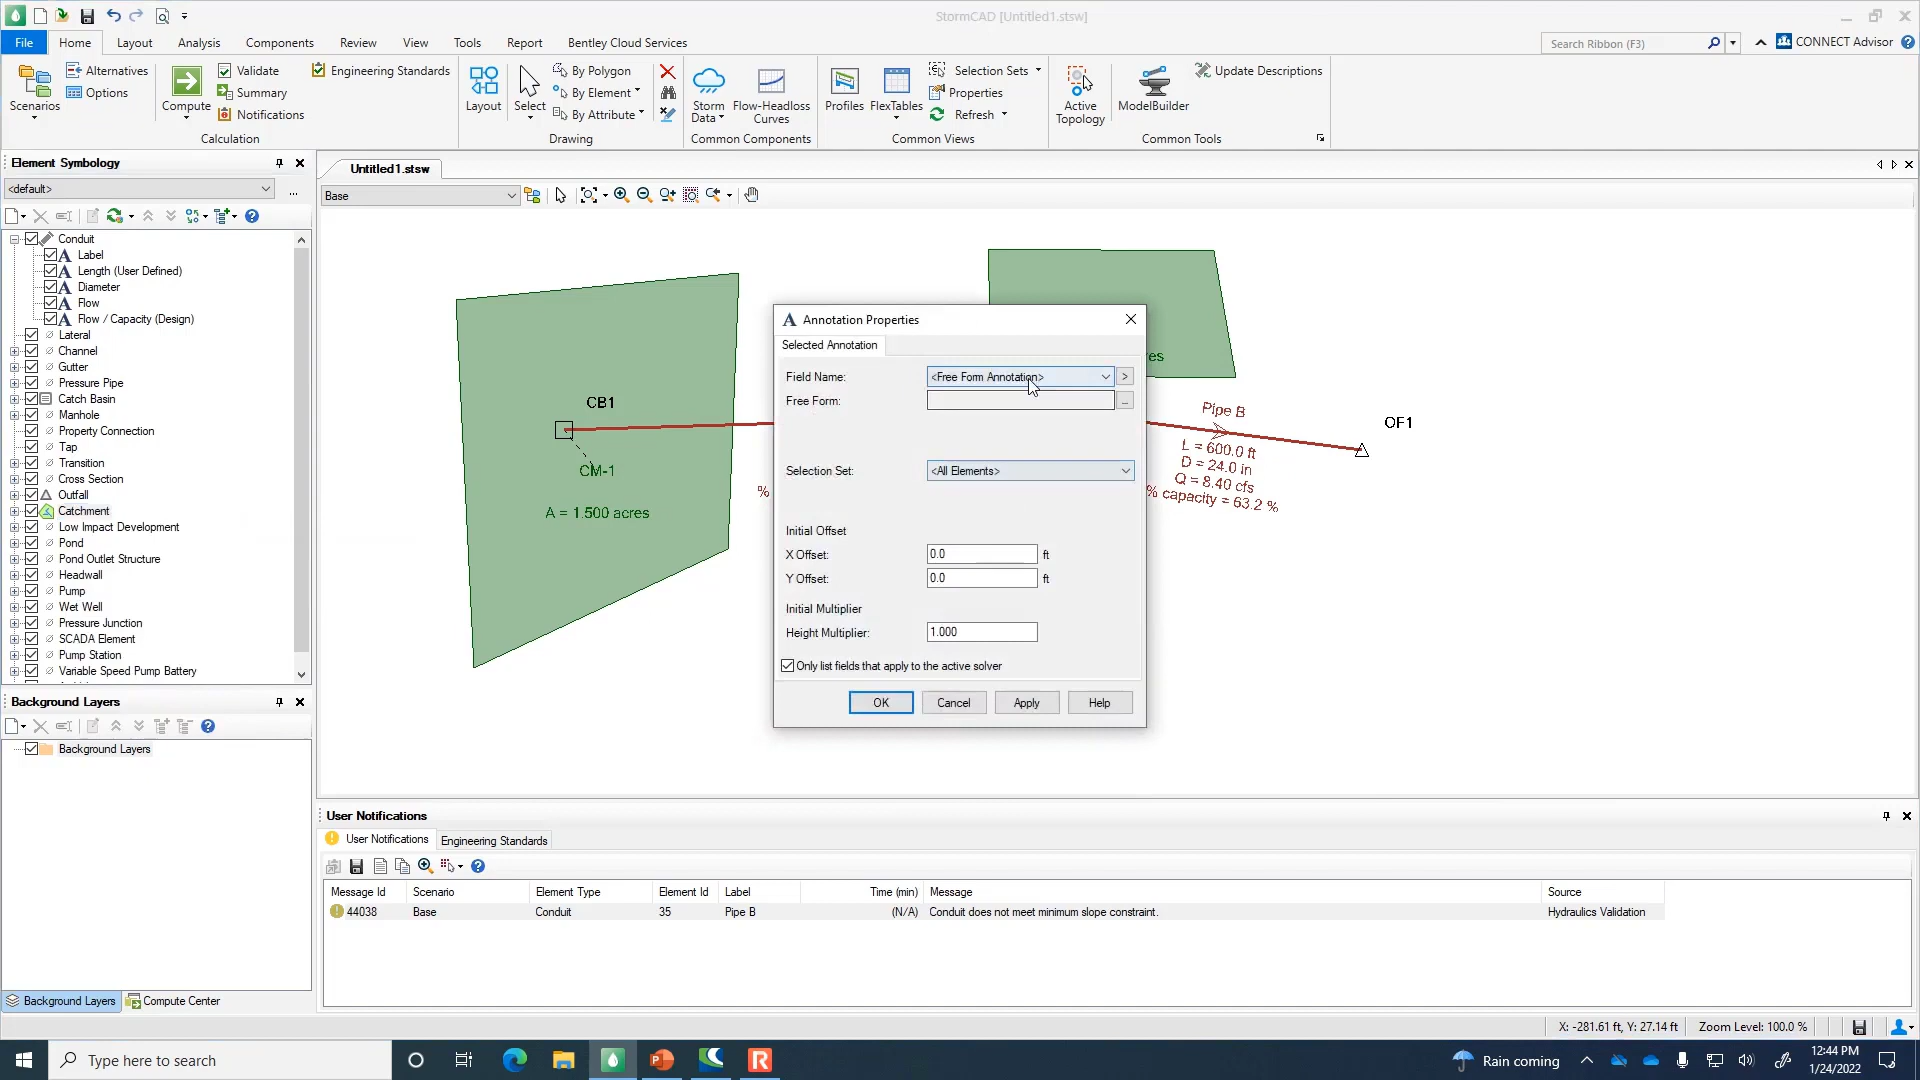 StormCAD [Untitled1.stsw]
File Home Layout Analysis Components Review View Tools Report Bentley Cloud Services
Search Ribbon (F3)
CONNECT Advisor
Scenarios
Alternatives
Options
Compute
Validate
Summary
Notifications
Engineering Standards
Calculation
Layout
Select
By Polygon
By Element
By Attribute
Drawing
Storm Data
Flow-Headloss Curves
Common Components
Profiles
FlexTables
Selection Sets
Properties
Refresh
Common Views
Active Topology
ModelBuilder
Update Descriptions
Common Tools
Element Symbology
<default>
Conduit
Label
Length (User Defined)
Diameter
Flow
Flow / Capacity (Design)
Lateral
Channel
Gutter
Pressure Pipe
Catch Basin
Manhole
Property Connection
Tap
Transition
Cross Section
Outfall
Catchment
Low Impact Development
Pond
Pond Outlet Structure
Headwall
Pump
Wet Well
Pressure Junction
SCADA Element
Pump Station
Variable Speed Pump Battery
Background Layers
Background Layers
Background Layers
Compute Center
Untitled1.stsw
Base
CB1
CM-1
A = 1.500 acres
%
es
Pipe B
L = 600.0 ft
D = 24.0 in
Q = 8.40 cfs
% capacity = 63.2 %
OF1
Annotation Properties
Selected Annotation
Field Name: <Free Form Annotation> >
Free Form: ...
Selection Set: <All Elements>
Initial Offset
X Offset: 0.0 ft
Y Offset: 0.0 ft
Initial Multiplier
Height Multiplier: 1.000
Only list fields that apply to the active solver
OK Cancel Apply Help
User Notifications
User Notifications Engineering Standards
Message Id Scenario Element Type Element Id Label Time (min) Message Source
44038 Base Conduit 35 Pipe B (N/A) Conduit does not meet minimum slope constraint. Hydraulics Validation
X: -281.61 ft, Y: 27.14 ft Zoom Level: 100.0 %
Type here to search
Rain coming
12:44 PM
1/24/2022